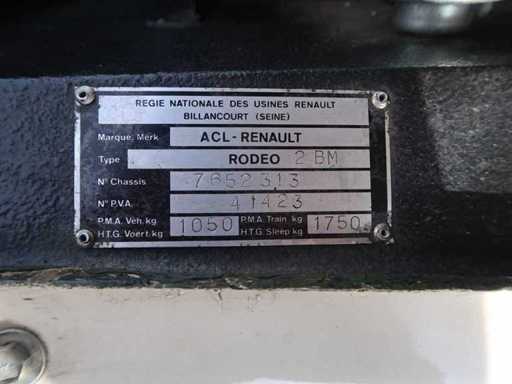 REGIE NATIONALE DES USINES RENAULT
BILLANCOURT (SEINE)
Marque. Merk ACL-RENAULT
Type RODEO 2 BM
N° Chassis 7652313
N° P.V.A. 41423
P.M.A. Véh. kg 1050 P.M.A. Train kg 1750
H.T.G. Voert. kg H.T.G. Sleep kg